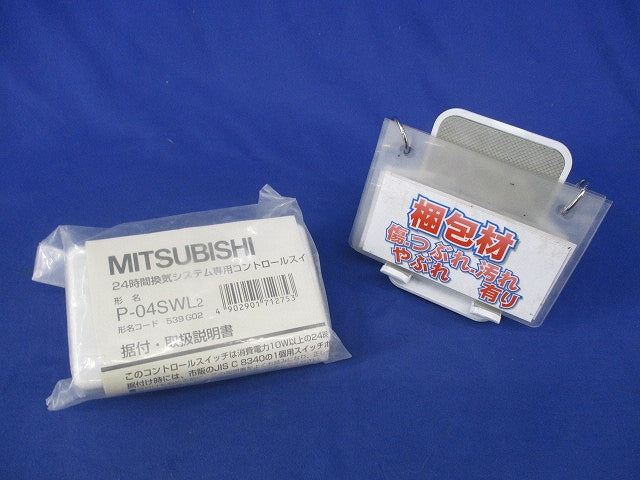 MITSUBISHI
24時間換気システム専用コントロールスイ
形 名
P-04SWL2
4 902901 712753
形名コード 539G02
据付・取扱説明書
このコントロールスイッチは消費電力10W以上の24時
据付け時には、市販のJIS C 8340の1個用スイッチボ
梱包材
傷.つぶれ.汚れ
やぶれ 有り